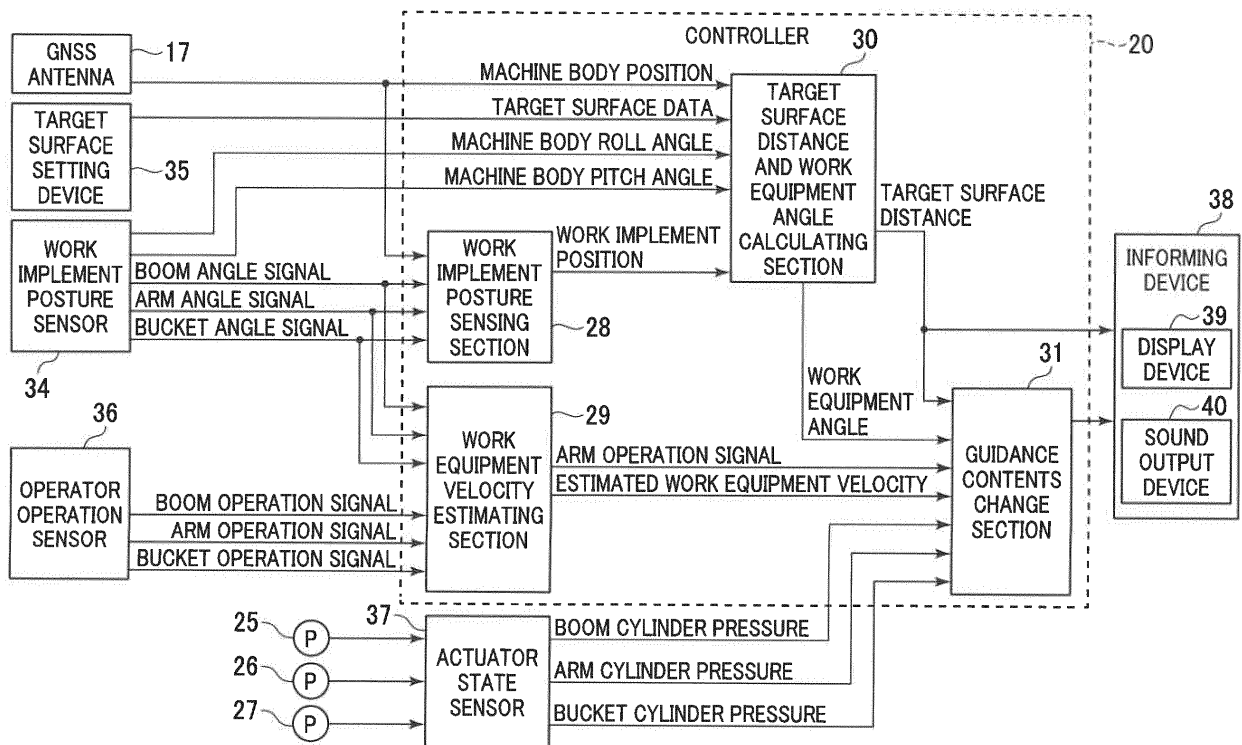 CONTROLLER
20
GNSS
ANTENNA
17
TARGET
SURFACE
SETTING
DEVICE
35
WORK
IMPLEMENT
POSTURE
SENSOR
34
MACHINE BODY POSITION
TARGET SURFACE DATA
MACHINE BODY ROLL ANGLE
MACHINE BODY PITCH ANGLE
BOOM ANGLE SIGNAL
ARM ANGLE SIGNAL
BUCKET ANGLE SIGNAL
WORK
IMPLEMENT
POSTURE
SENSING
SECTION
28
WORK IMPLEMENT
POSITION
30
TARGET
SURFACE
DISTANCE
AND WORK
EQUIPMENT
ANGLE
CALCULATING
SECTION
TARGET SURFACE
DISTANCE
38
INFORMING
DEVICE
39
DISPLAY
DEVICE
40
SOUND
OUTPUT
DEVICE
36
OPERATOR
OPERATION
SENSOR
BOOM OPERATION SIGNAL
ARM OPERATION SIGNAL
BUCKET OPERATION SIGNAL
29
WORK
EQUIPMENT
VELOCITY
ESTIMATING
SECTION
WORK
EQUIPMENT
ANGLE
ARM OPERATION SIGNAL
ESTIMATED WORK EQUIPMENT VELOCITY
31
GUIDANCE
CONTENTS
CHANGE
SECTION
25
P
26
P
27
P
37
ACTUATOR
STATE
SENSOR
BOOM CYLINDER PRESSURE
ARM CYLINDER PRESSURE
BUCKET CYLINDER PRESSURE